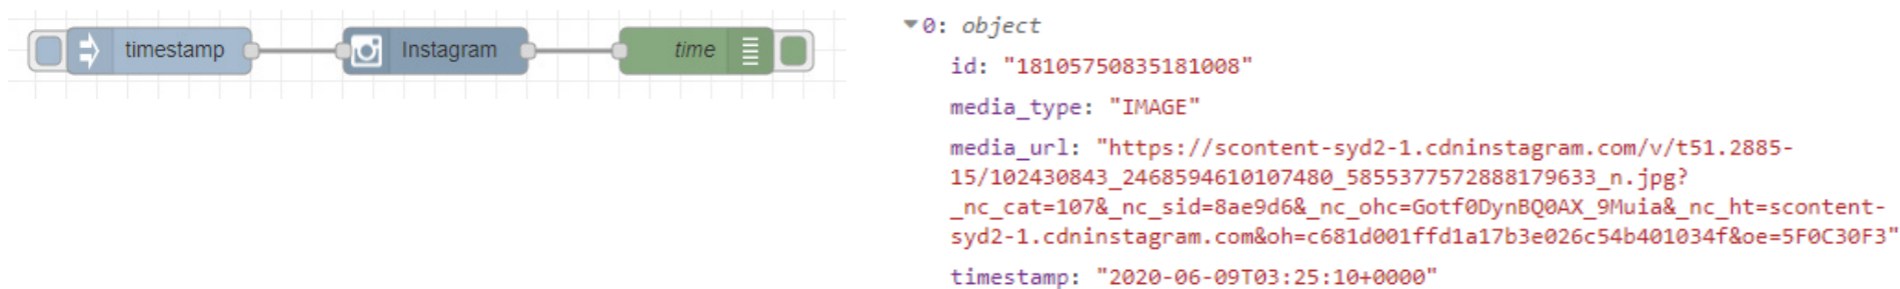 timestamp
Instagram
time
0: object
id: "18105750835181008"
media_type: "IMAGE"
media_url: "https://scontent-syd2-1.cdninstagram.com/v/t51.2885-
15/102430843_2468594610107480_5855377572888179633_n.jpg?
_nc_cat=107&_nc_sid=8ae9d6&_nc_ohc=Gotf0DynBQ0AX_9Muia&_nc_ht=scontent-
syd2-1.cdninstagram.com&oh=c681d001ffd1a17b3e026c54b401034f&oe=5F0C30F3"
timestamp: "2020-06-09T03:25:10+0000"